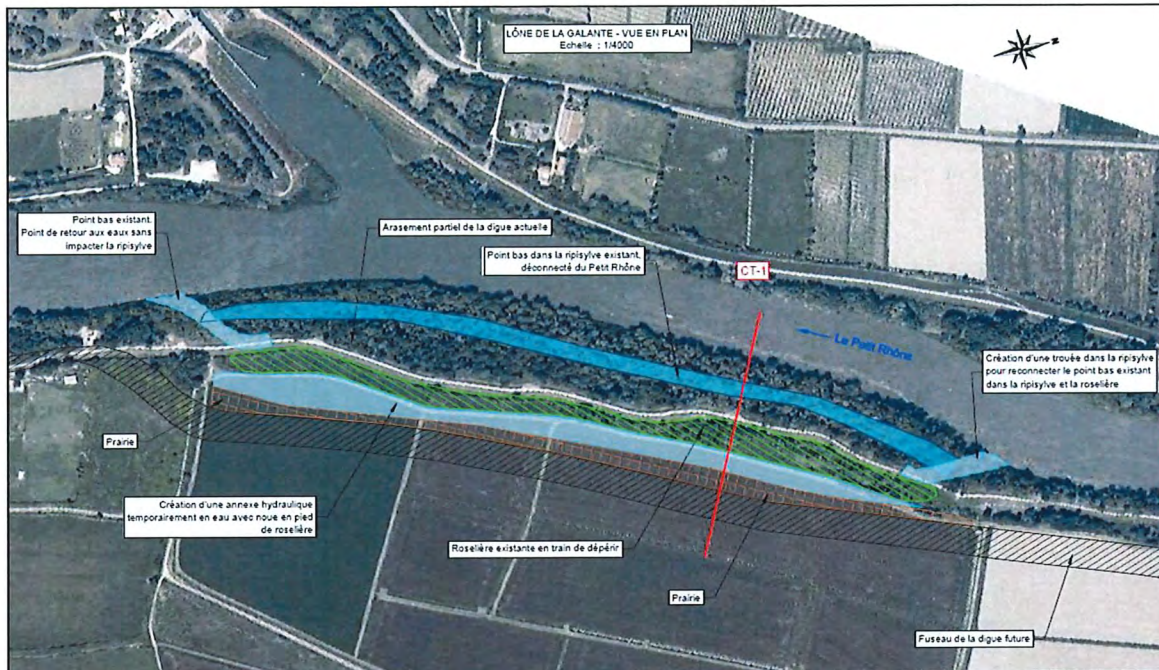 LÔNE DE LA GALANTE - VUE EN PLAN
Echelle : 1/4000
N
Point bas existant.
Point de retour aux eaux sans
impacter la ripisylve
Arasement partiel de la digue actuelle
Point bas dans la ripisylve existant,
déconnecté du Petit Rhône
CT-1
Le Petit Rhône
Création d'une trouée dans la ripisylve
pour reconnecter le point bas existant
dans la ripisylve et la roselière
Prairie
Création d'une annexe hydraulique
temporairement en eau avec noue en pied
de roselière
Roselière existante en train de dépérir
Prairie
Fuseau de la digue future